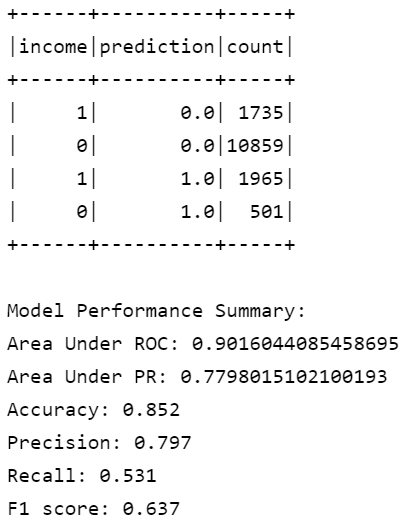 +------+----------+-----+
|income|prediction|count|
+------+----------+-----+
|     1|       0.0| 1735|
|     0|       0.0|10859|
|     1|       1.0| 1965|
|     0|       1.0|  501|
+------+----------+-----+
Model Performance Summary:
Area Under ROC: 0.9016044085458695
Area Under PR: 0.7798015102100193
Accuracy: 0.852
Precision: 0.797
Recall: 0.531
F1 score: 0.637